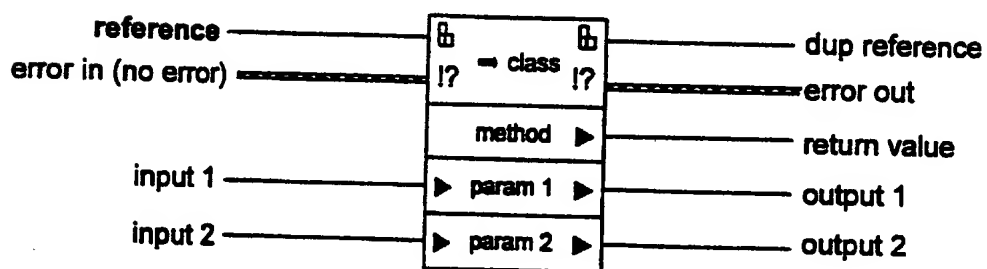 reference
error in (no error)
!?
class
!?
dup reference
error out
method
return value
input 1
param 1
output 1
input 2
param 2
output 2